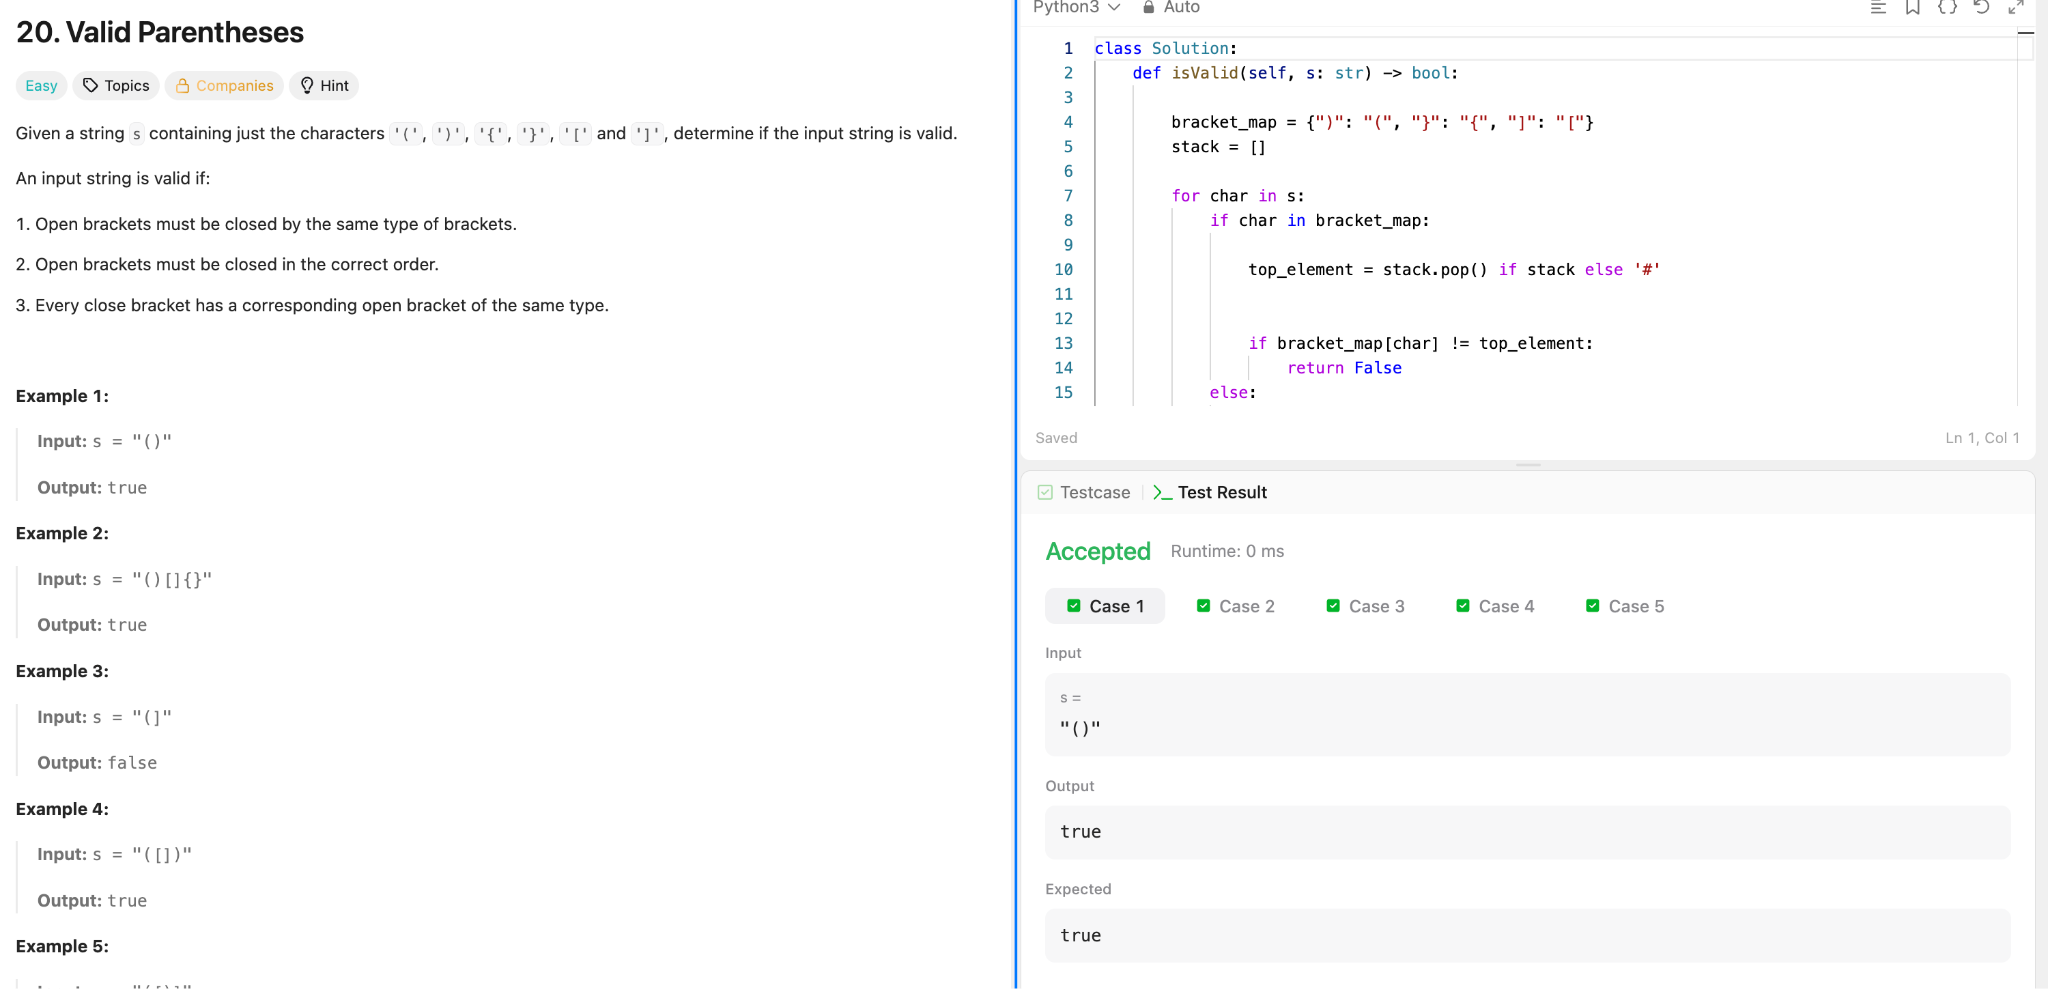 20. Valid Parentheses
Easy Topics Companies Hint
Given a string s containing just the characters '(', ')', '{', '}', '[' and ']', determine if the input string is valid.
An input string is valid if:
1. Open brackets must be closed by the same type of brackets.
2. Open brackets must be closed in the correct order.
3. Every close bracket has a corresponding open bracket of the same type.
Example 1:
Input: s = "()"
Output: true
Example 2:
Input: s = "()[]{}"
Output: true
Example 3:
Input: s = "(]"
Output: false
Example 4:
Input: s = "([])"
Output: true
Example 5:
Python3 Auto
1 class Solution:
2 def isValid(self, s: str) -> bool:
3
4 bracket_map = {")": "(", "}": "{", "]": "["}
5 stack = []
6
7 for char in s:
8 if char in bracket_map:
9
10 top_element = stack.pop() if stack else '#'
11
12
13 if bracket_map[char] != top_element:
14 return False
15 else:
Saved Ln 1, Col 1
Testcase Test Result
Accepted Runtime: 0 ms
Case 1 Case 2 Case 3 Case 4 Case 5
Input
s =
"()"
Output
true
Expected
true